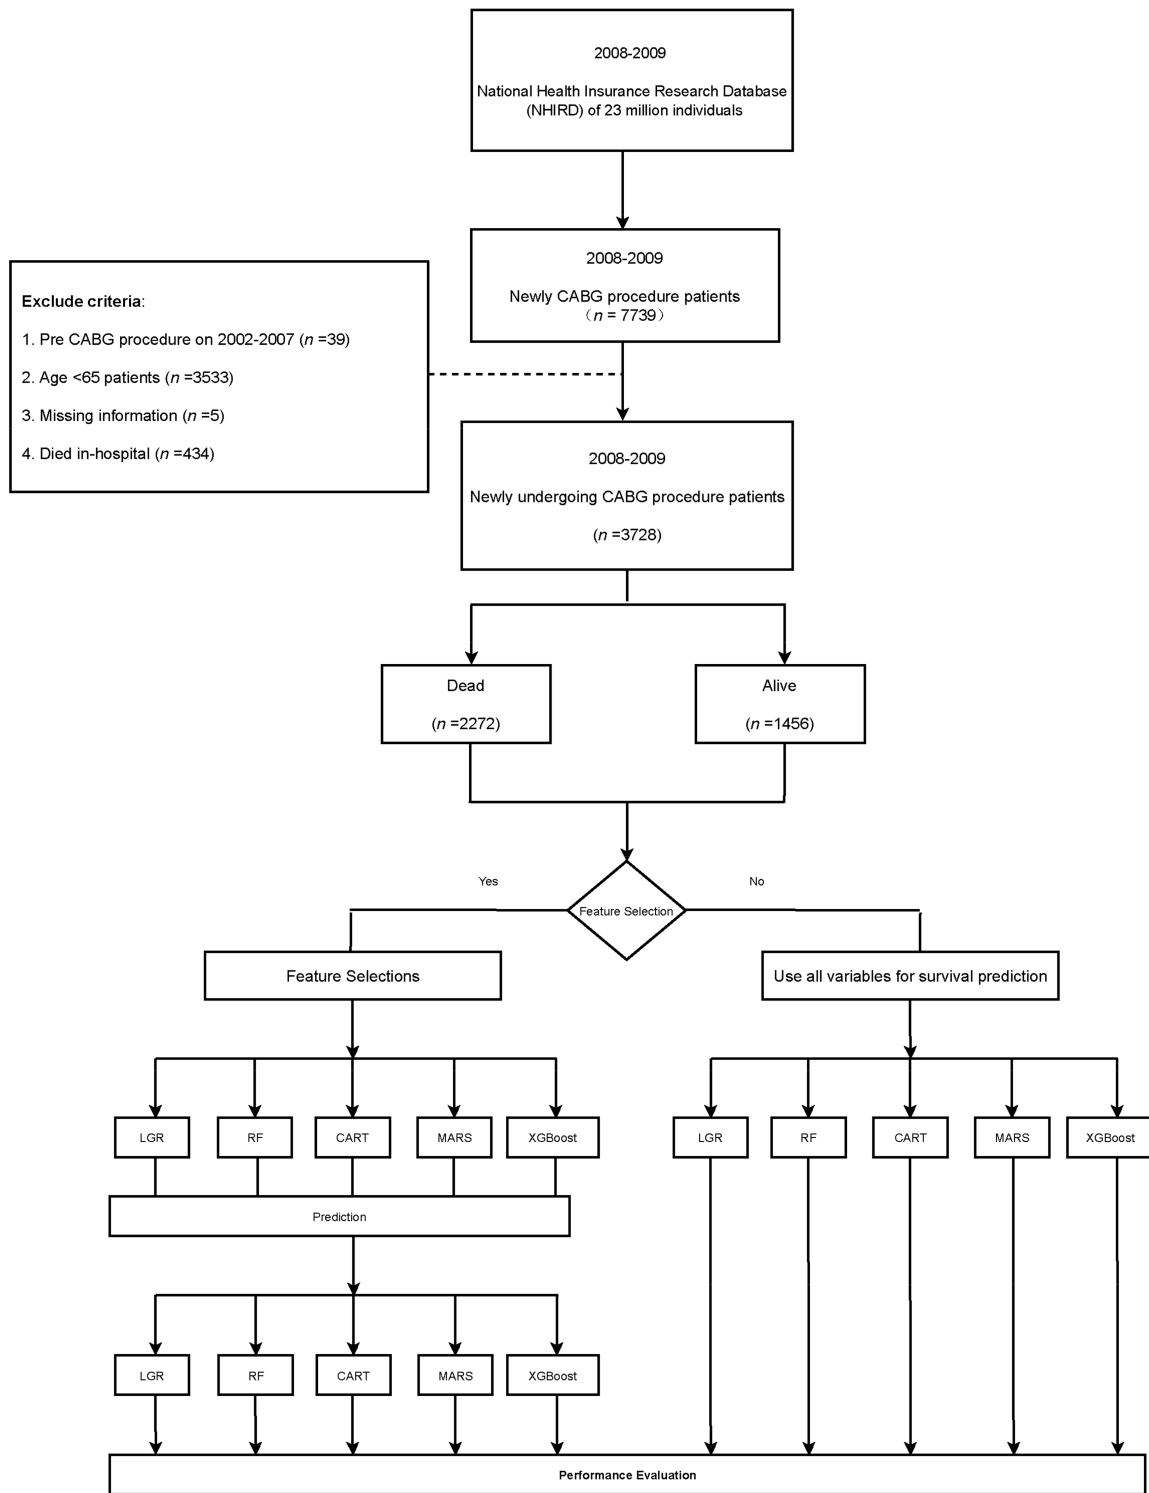 2008-2009
National Health Insurance Research Database
(NHIRD) of 23 million individuals
2008-2009
Newly CABG procedure patients
（n = 7739）
Exclude criteria:
1. Pre CABG procedure on 2002-2007 (n =39)
2. Age <65 patients (n =3533)
3. Missing information (n =5)
4. Died in-hospital (n =434)
2008-2009
Newly undergoing CABG procedure patients
(n =3728)
Dead
(n =2272)
Alive
(n =1456)
Feature Selection
Yes
No
Feature Selections
Use all variables for survival prediction
LGR
RF
CART
MARS
XGBoost
LGR
RF
CART
MARS
XGBoost
Prediction
LGR
RF
CART
MARS
XGBoost
Performance Evaluation